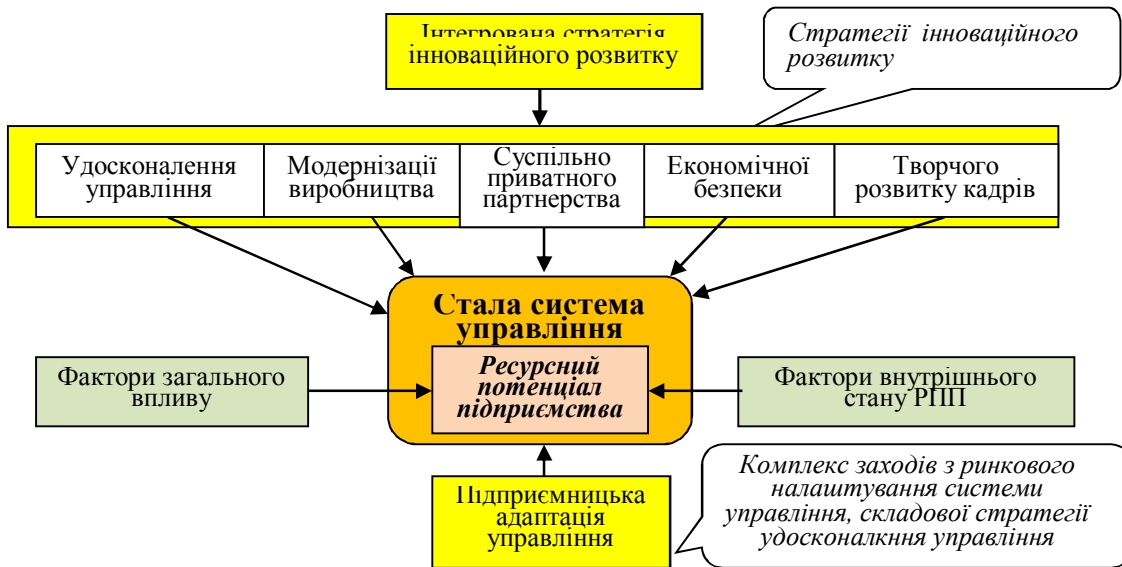 Інтегрована стратегія
інноваційного розвитку
Стратегії інноваційного
розвитку
Удосконалення
управління
Модернізації
виробництва
Суспільно
приватного
партнерства
Економічної
безпеки
Творчого
розвитку кадрів
Стала система
управління
Ресурсний
потенціал
підприємства
Фактори загального
впливу
Фактори внутрішнього
стану РПП
Підприємницька
адаптація
управління
Комплекс заходів з ринкового
налаштування системи
управління, складової стратегії
удосконалкння управління